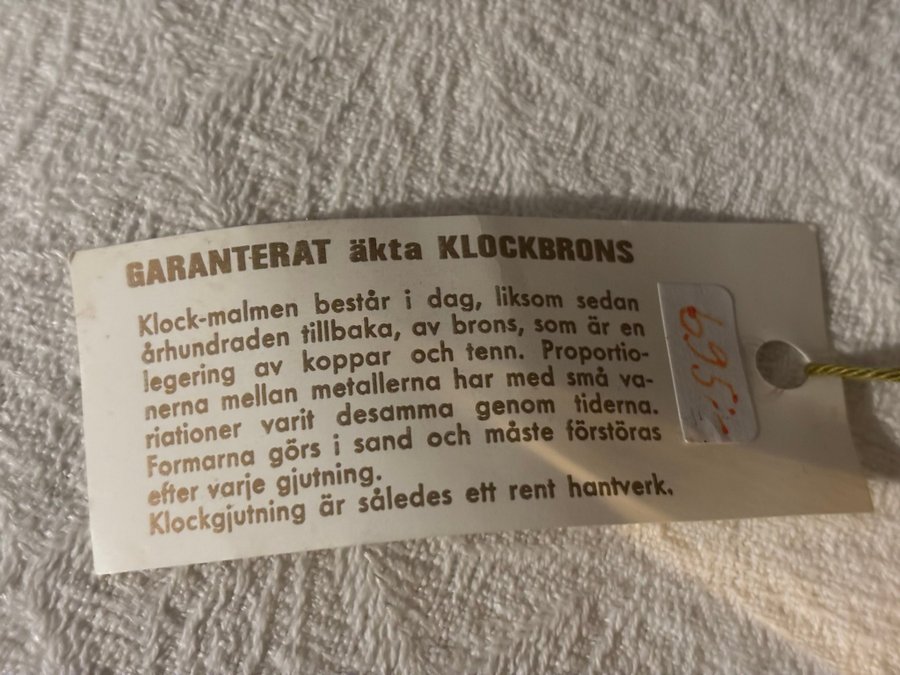 GARANTERAT äkta KLOCKBRONS
Klock-malmen består i dag, liksom sedan
århundraden tillbaka, av brons, som är en
legering av koppar och tenn. Proportio-
nerna mellan metallerna har med små va-
riationer varit desamma genom tiderna.
Formarna görs i sand och måste förstöras
efter varje gjutning.
Klockgjutning är således ett rent hantverk.
695:-